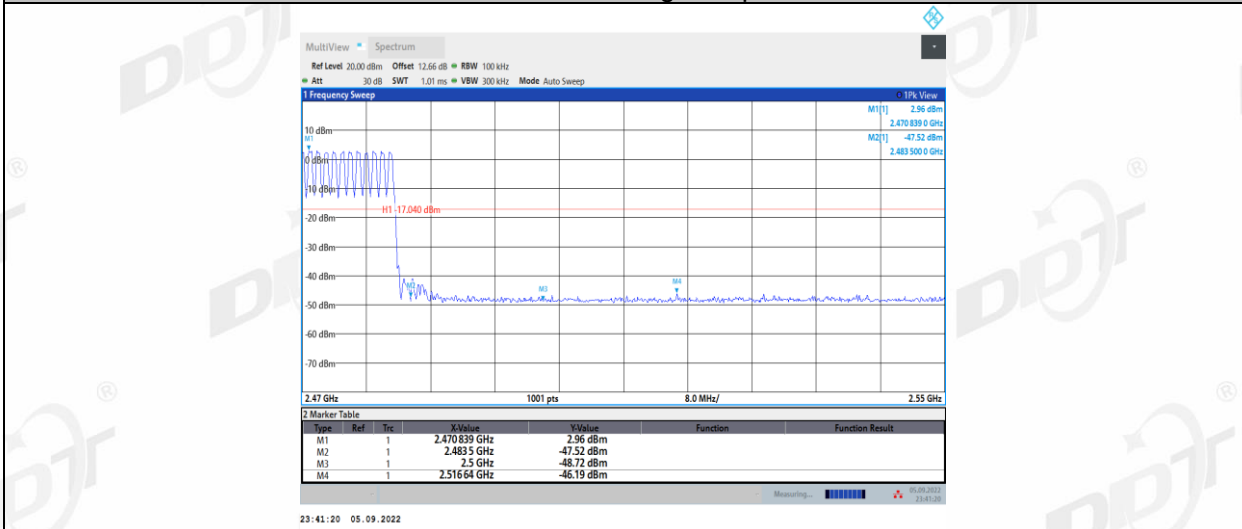 MultiView Spectrum
Ref Level 20.00 dBm Offset 12.66 dB RBW 100 kHz
Att 30 dB SWT 1.01 ms VBW 300 kHz Mode Auto Sweep
1 Frequency Sweep 1Pk View
M1[1] 2.96 dBm
2.470 839 0 GHz
M2[1] -47.52 dBm
2.483 500 0 GHz
10 dBm
M1
0 dBm
-10 dBm
H1 -17.040 dBm
-20 dBm
-30 dBm
-40 dBm
M2 M3 M4
-50 dBm
-60 dBm
-70 dBm
2.47 GHz 1001 pts 8.0 MHz/ 2.55 GHz
2 Marker Table
Type Ref Trc X-Value Y-Value Function Function Result
M1 1 2.470 839 GHz 2.96 dBm
M2 1 2.483 5 GHz -47.52 dBm
M3 1 2.5 GHz -48.72 dBm
M4 1 2.516 64 GHz -46.19 dBm
Measuring... 05.09.2022
23:41:20
23:41:20 05.09.2022